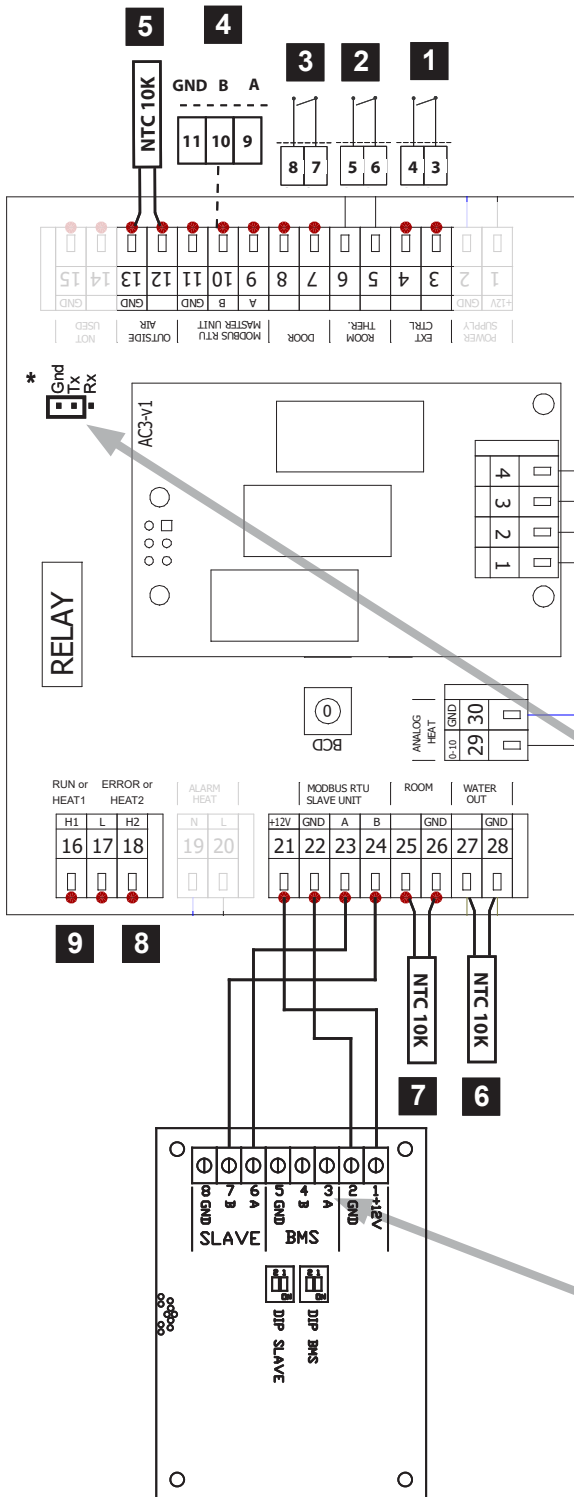 5 4 3 2 1
NTC 10K
GND B A
11 10 9
8 7
5 6
4 3
15 14 13 12 11 10 9 8 7 6 5 4 3 2 1
GND GND GND B A GND +12V
NOT USED
OUTSIDE AIR
MODBUS RTU MASTER UNIT
DOOR
ROOM THER.
EXT CTRL
POWER SUPPLY
*
Gnd
Tx
Rx
AC3-v1
4
3
2
1
RELAY
0
BCD
ANALOG HEAT
GND 30
0-10 29
RUN or HEAT1
ERROR or HEAT2
ALARM HEAT
MODBUS RTU SLAVE UNIT
ROOM
WATER OUT
H1 L H2 N L +12V GND A B GND GND
16 17 18 19 20 21 22 23 24 25 26 27 28
9 8
NTC 10K
NTC 10K
7 6
8 GND
7 B
6 A
5 GND
4 B
3 A
2 GND
1 +12V
SLAVE BMS
2 1
ON
2 1
ON
DIP SLAVE
DIP BMS